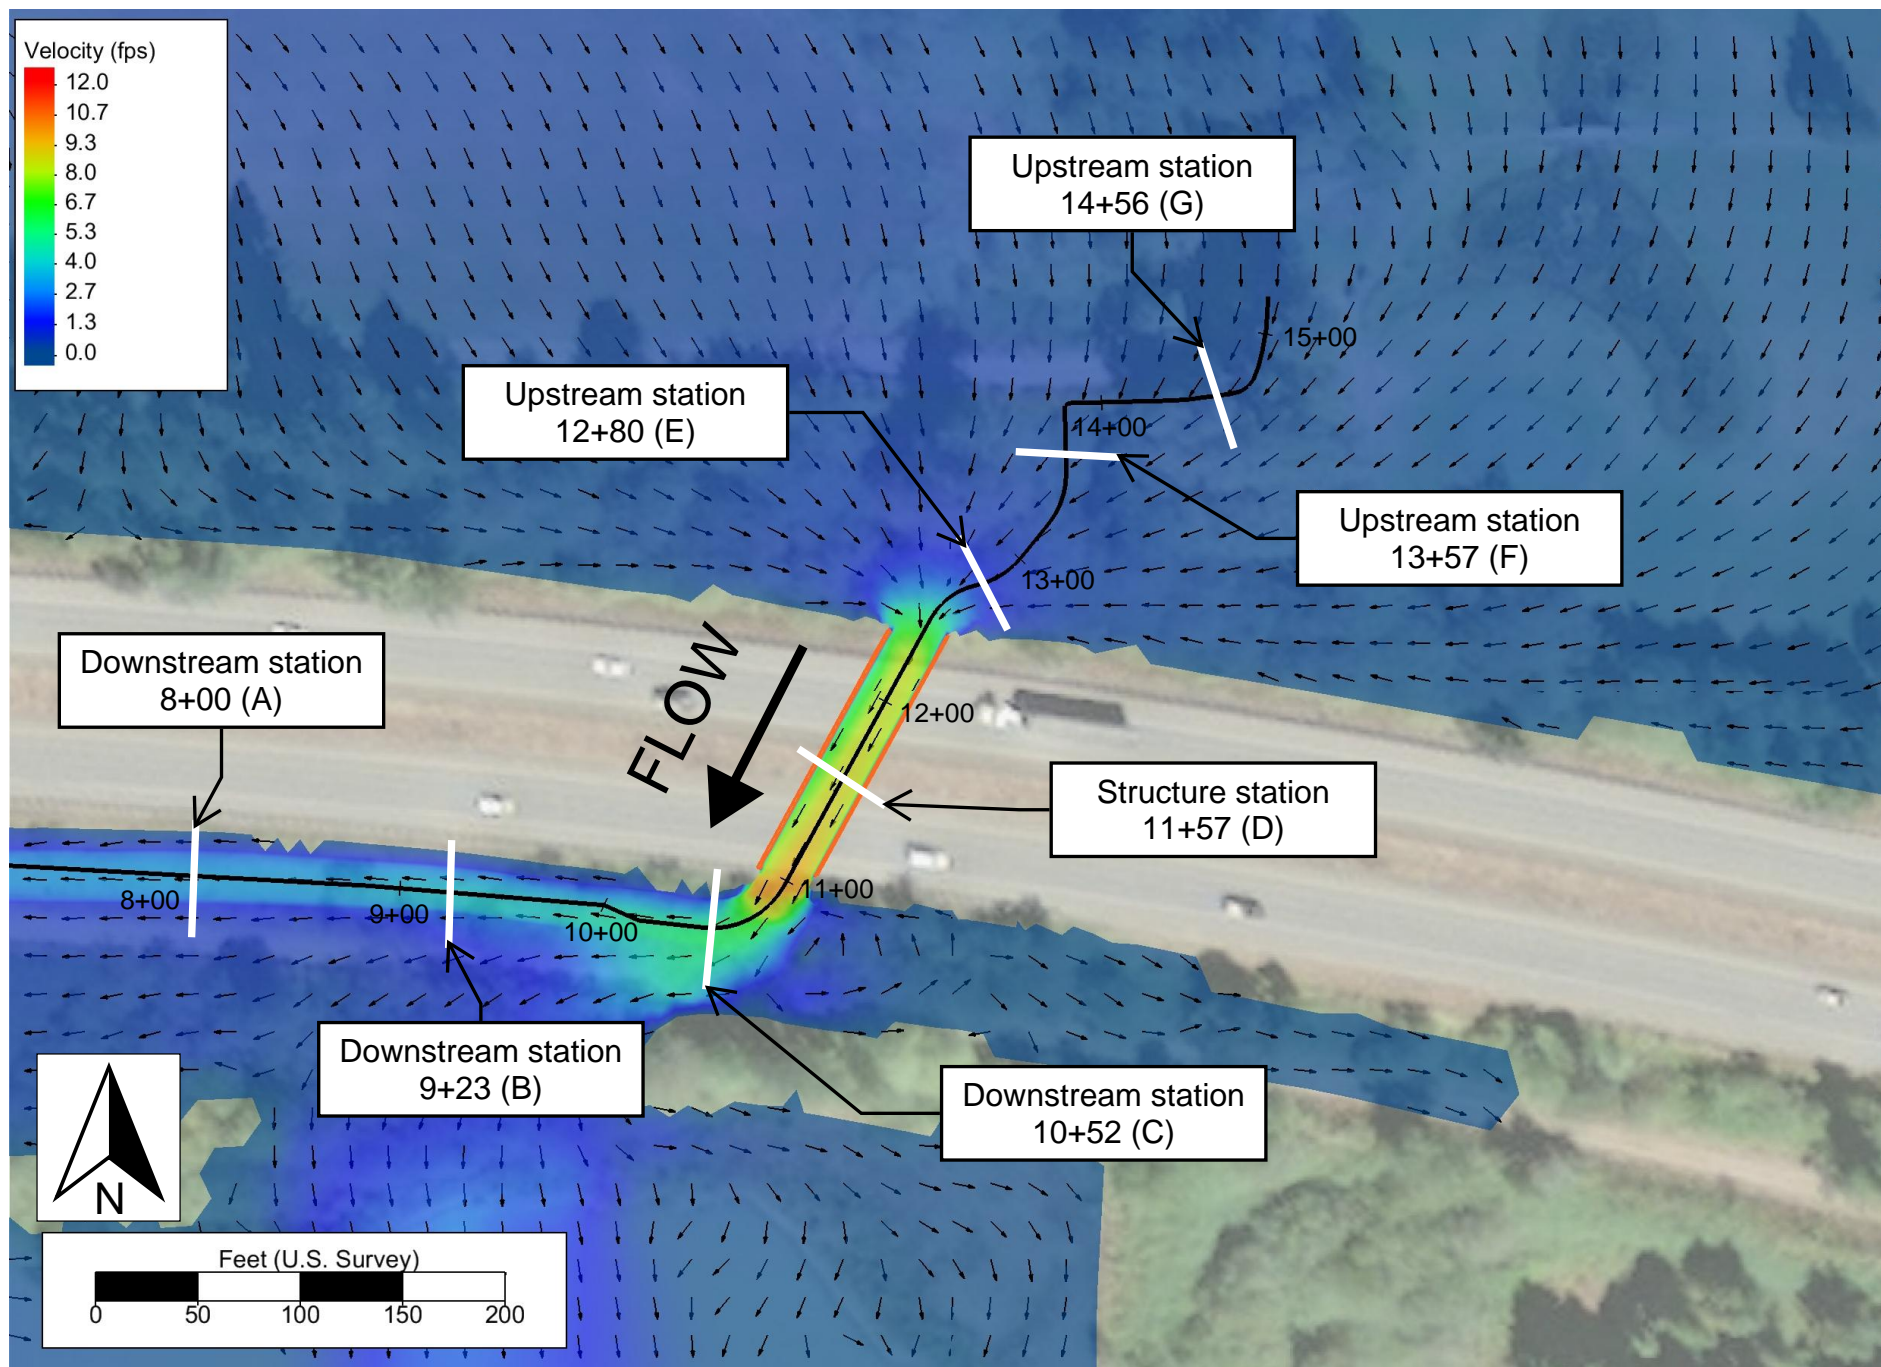 Velocity (fps)
12.0
10.7
9.3
8.0
6.7
5.3
4.0
2.7
1.3
0.0
Upstream station
14+56 (G)
15+00
Upstream station
12+80 (E)
14+00
Upstream station
13+57 (F)
13+00
FLOW
Downstream station
8+00 (A)
12+00
Structure station
11+57 (D)
11+00
8+00
9+00
10+00
Downstream station
9+23 (B)
Downstream station
10+52 (C)
N
Feet (U.S. Survey)
0 50 100 150 200